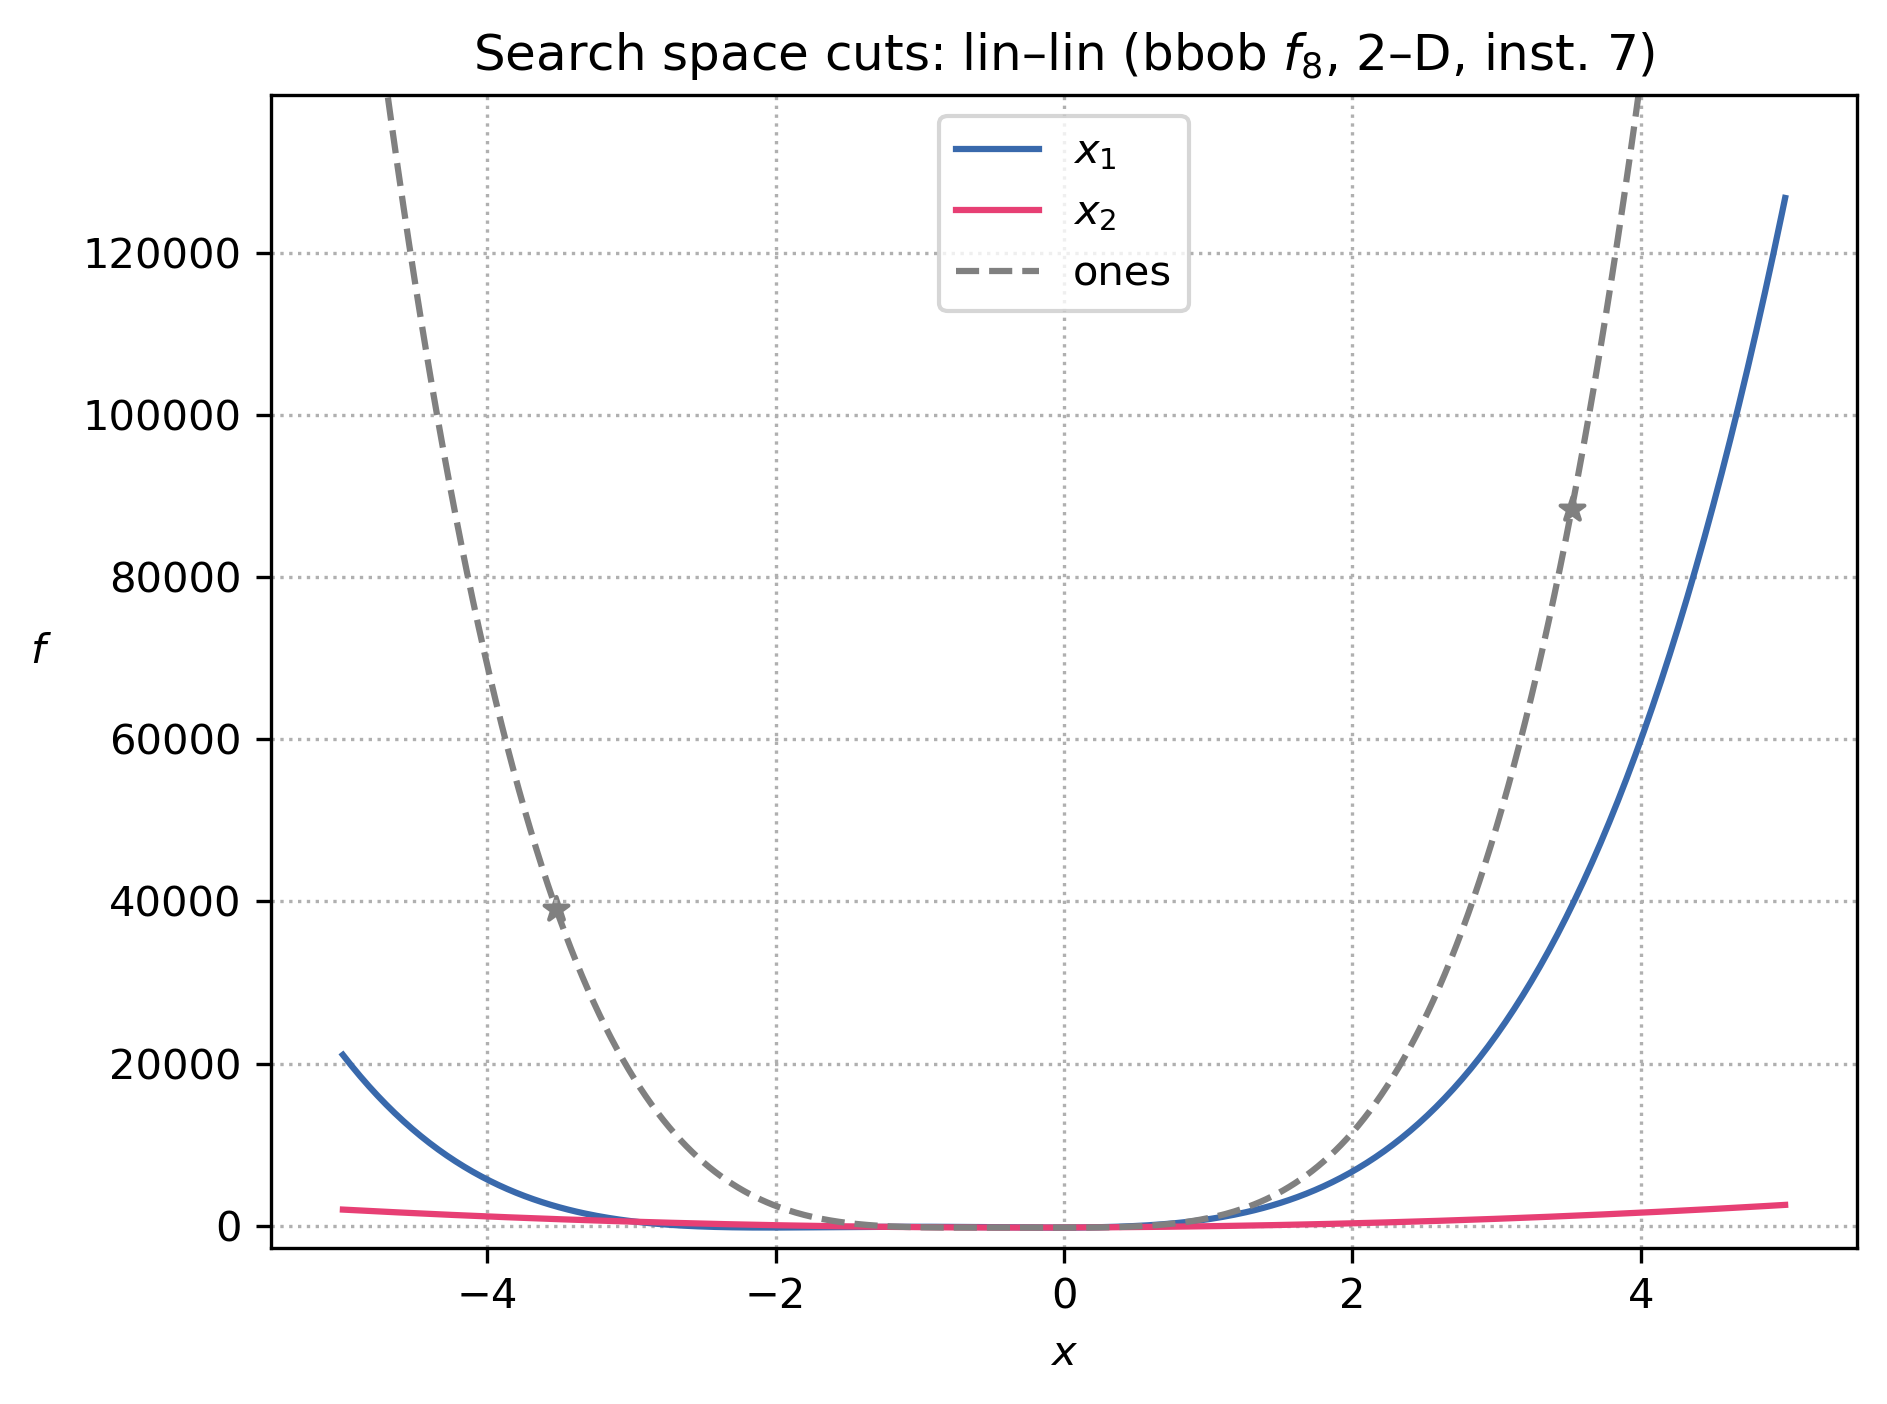 Search space cuts: lin–lin (bbob f₈, 2–D, inst. 7)
x₁
x₂
ones
120000
100000
80000
60000
40000
20000
0
f
−4 −2 0 2 4
x